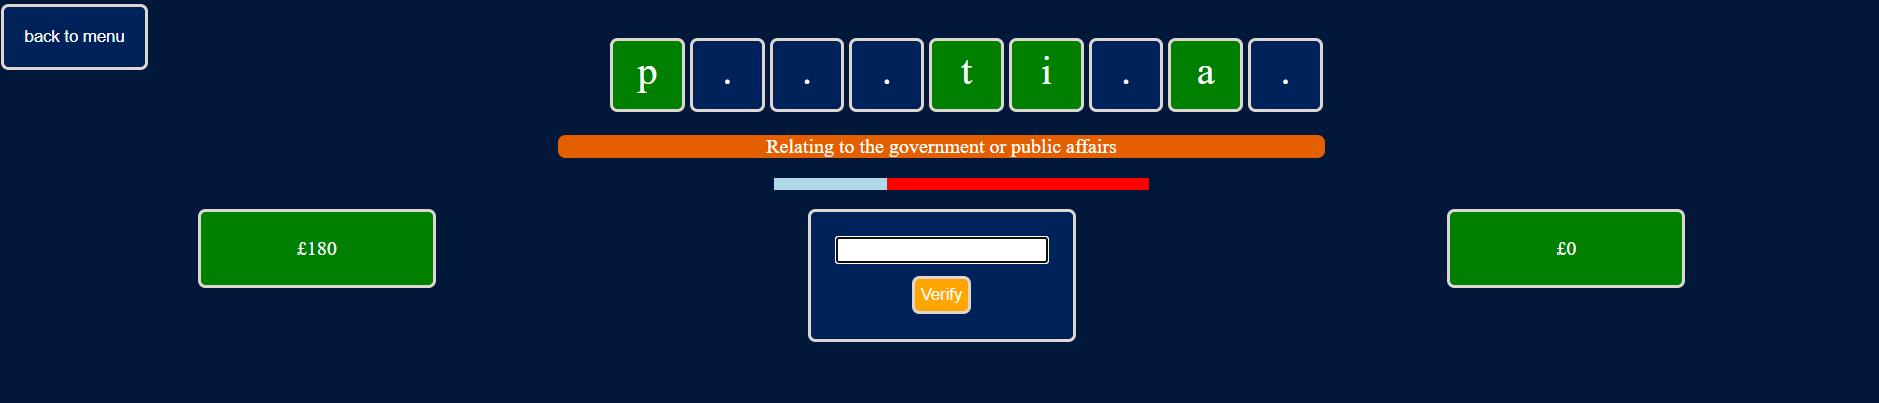 back to menu
p . . . t i . a .
Relating to the government or public affairs
£180
£0
Verify